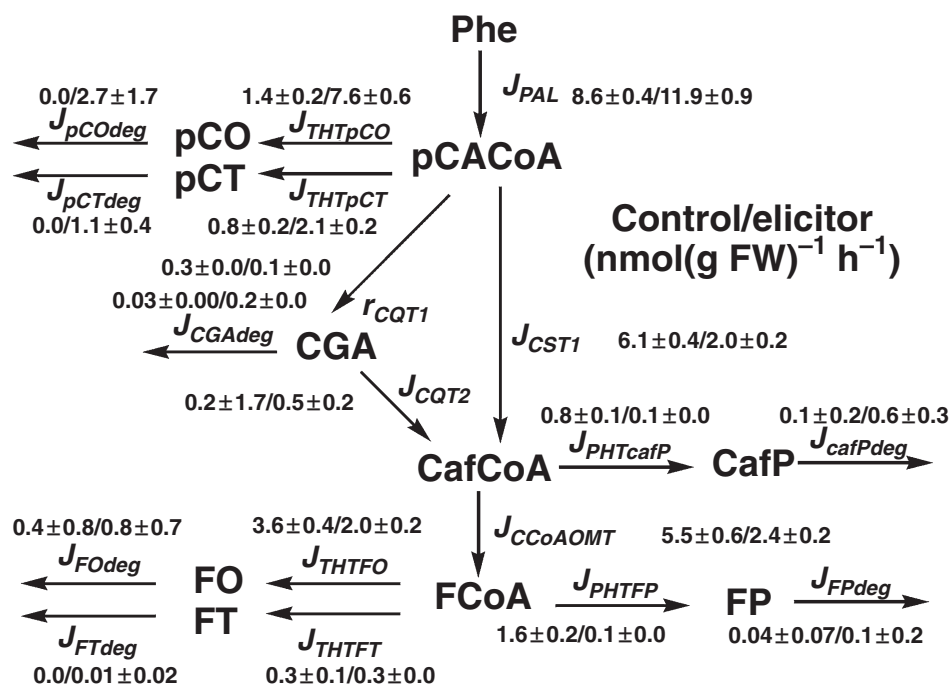 Phe
0.0/2.7±1.7
1.4±0.2/7.6±0.6
J_PAL 8.6±0.4/11.9±0.9
J_pCOdeg
pCO
J_THTpCO
pCACoA
pCT
J_pCTdeg
J_THTpCT
0.0/1.1±0.4
0.8±0.2/2.1±0.2
Control/elicitor
(nmol(g FW)⁻¹ h⁻¹)
0.3±0.0/0.1±0.0
0.03±0.00/0.2±0.0
r_CQT1
J_CGAdeg
CGA
J_CST1 6.1±0.4/2.0±0.2
0.2±1.7/0.5±0.2
J_CQT2
0.8±0.1/0.1±0.0
0.1±0.2/0.6±0.3
J_PHTcafP
J_cafPdeg
CafCoA
CafP
0.4±0.8/0.8±0.7
3.6±0.4/2.0±0.2
J_CCoAOMT 5.5±0.6/2.4±0.2
J_FOdeg
FO
J_THTFO
FCoA
J_PHTFP
FP
J_FPdeg
FT
J_FTdeg
J_THTFT
1.6±0.2/0.1±0.0
0.04±0.07/0.1±0.2
0.0/0.01±0.02
0.3±0.1/0.3±0.0